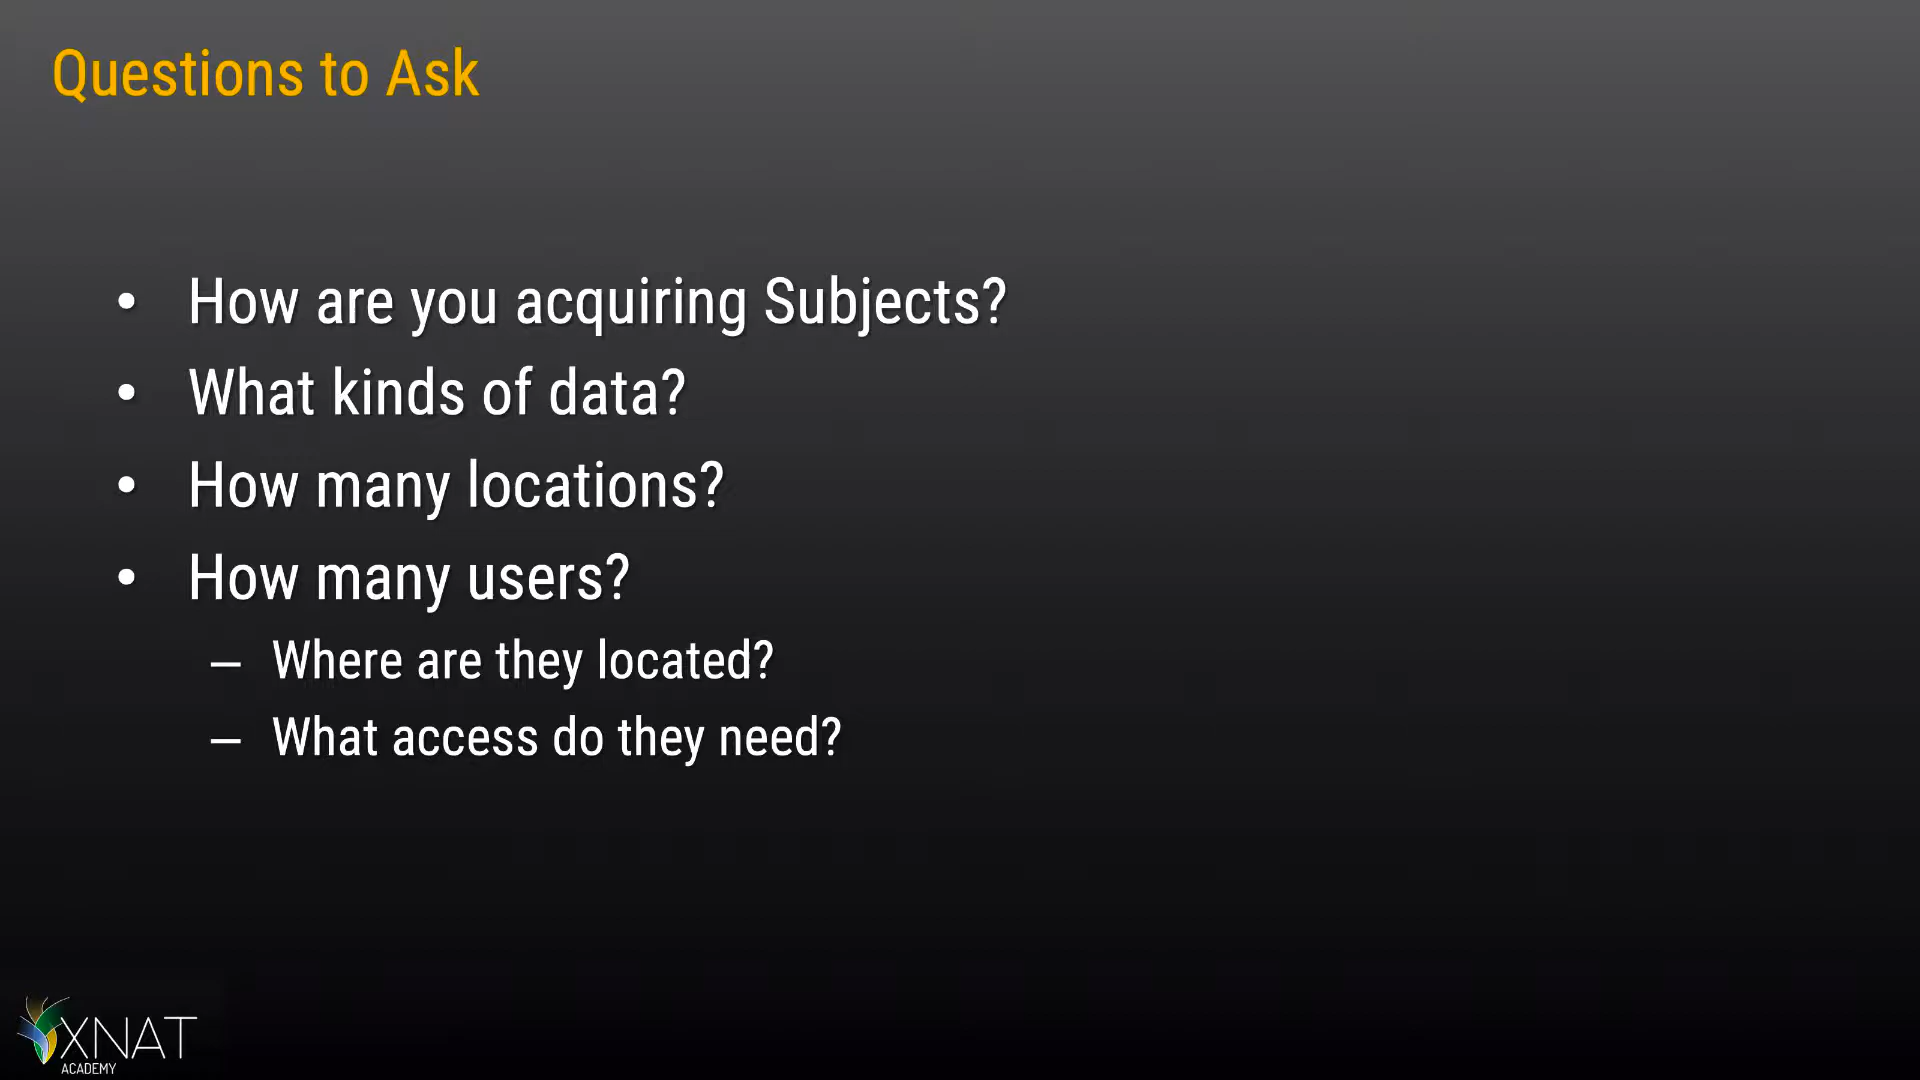 Questions to Ask
• How are you acquiring Subjects?
• What kinds of data?
• How many locations?
• How many users?
– Where are they located?
– What access do they need?
XNAT
ACADEMY